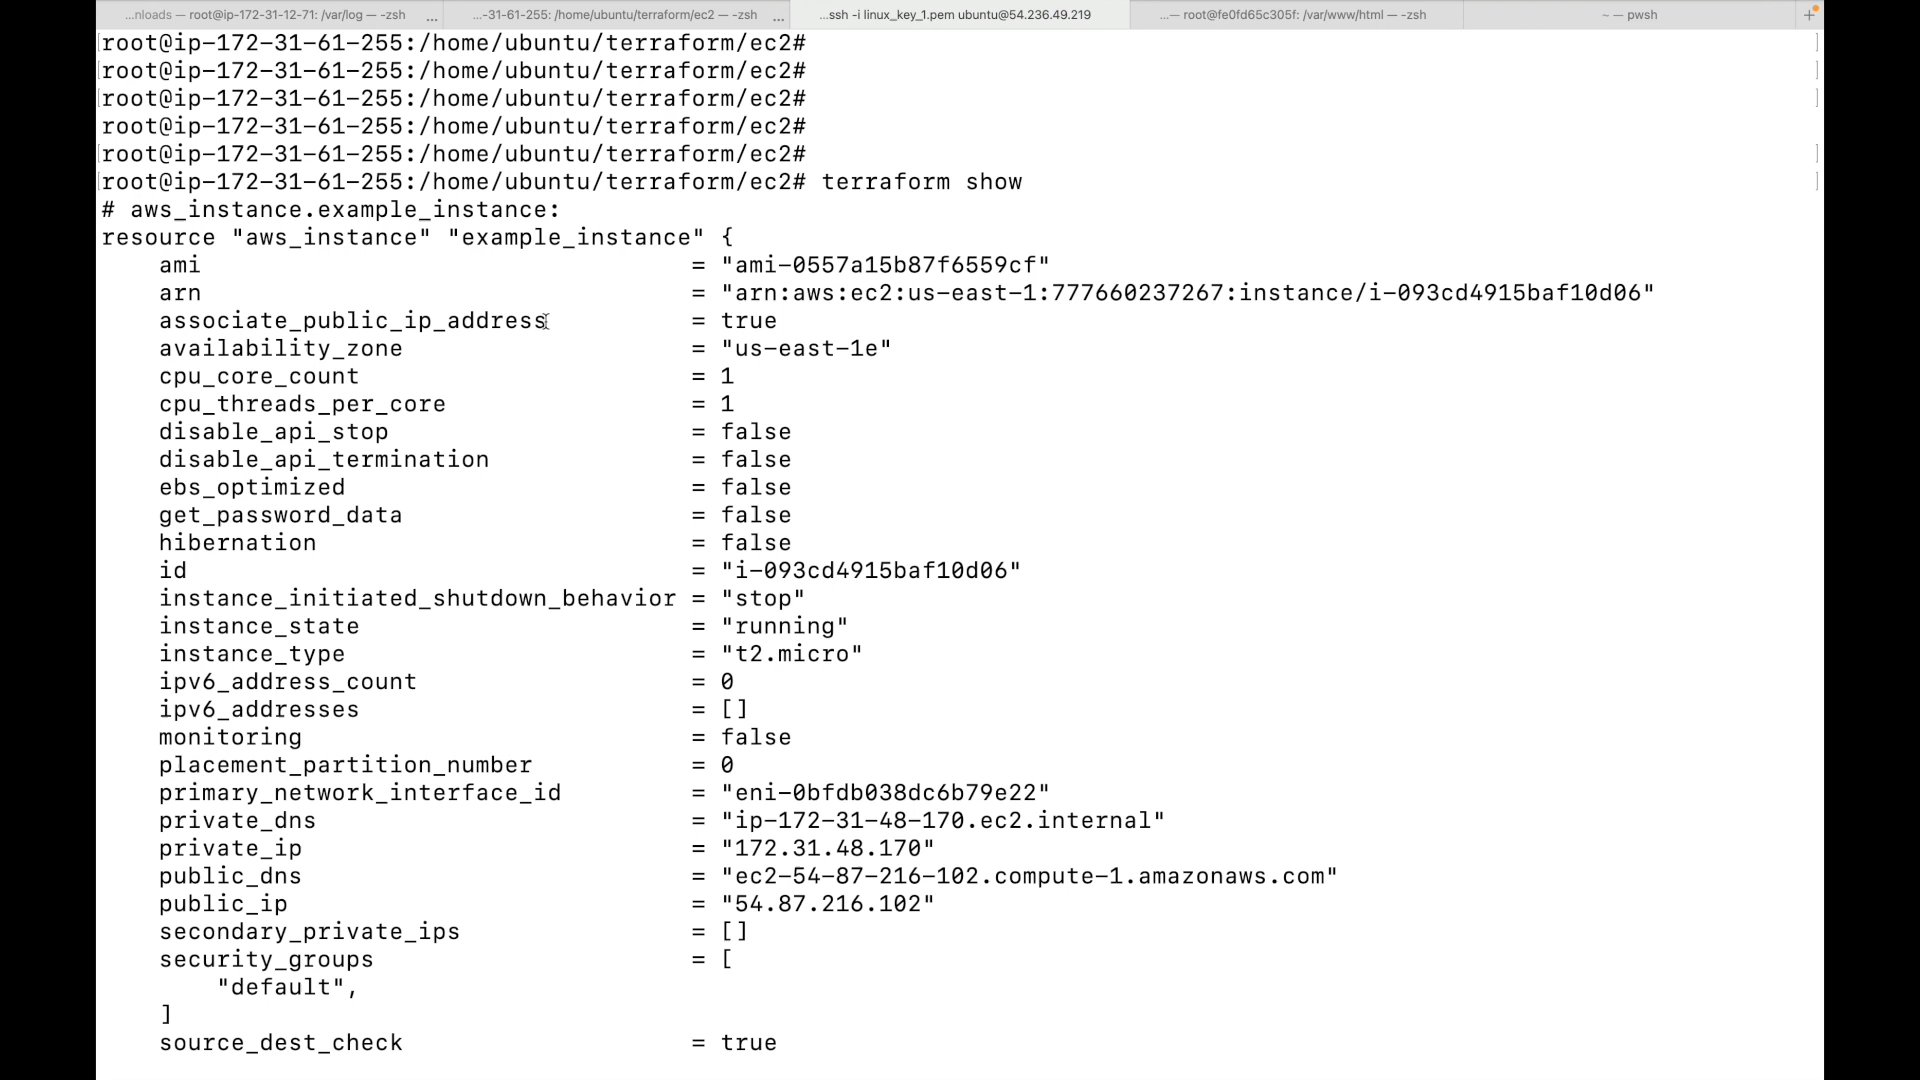 ...nloads — root@ip-172-31-12-71: /var/log — -zsh ... ...-31-61-255: /home/ubuntu/terraform/ec2 — -zsh ... ...ssh -i linux_key_1.pem ubuntu@54.236.49.219 ...— root@fe0fd65c305f: /var/www/html — -zsh ~ — pwsh +
[root@ip-172-31-61-255:/home/ubuntu/terraform/ec2# ]
[root@ip-172-31-61-255:/home/ubuntu/terraform/ec2# ]
[root@ip-172-31-61-255:/home/ubuntu/terraform/ec2# ]
root@ip-172-31-61-255:/home/ubuntu/terraform/ec2#
[root@ip-172-31-61-255:/home/ubuntu/terraform/ec2# ]
[root@ip-172-31-61-255:/home/ubuntu/terraform/ec2# terraform show ]
# aws_instance.example_instance:
resource "aws_instance" "example_instance" {
    ami                                  = "ami-0557a15b87f6559cf"
    arn                                  = "arn:aws:ec2:us-east-1:777660237267:instance/i-093cd4915baf10d06"
    associate_public_ip_address          = true
    availability_zone                    = "us-east-1e"
    cpu_core_count                       = 1
    cpu_threads_per_core                 = 1
    disable_api_stop                     = false
    disable_api_termination              = false
    ebs_optimized                        = false
    get_password_data                    = false
    hibernation                          = false
    id                                   = "i-093cd4915baf10d06"
    instance_initiated_shutdown_behavior = "stop"
    instance_state                       = "running"
    instance_type                        = "t2.micro"
    ipv6_address_count                   = 0
    ipv6_addresses                       = []
    monitoring                           = false
    placement_partition_number           = 0
    primary_network_interface_id         = "eni-0bfdb038dc6b79e22"
    private_dns                          = "ip-172-31-48-170.ec2.internal"
    private_ip                           = "172.31.48.170"
    public_dns                           = "ec2-54-87-216-102.compute-1.amazonaws.com"
    public_ip                            = "54.87.216.102"
    secondary_private_ips                = []
    security_groups                      = [
        "default",
    ]
    source_dest_check                    = true